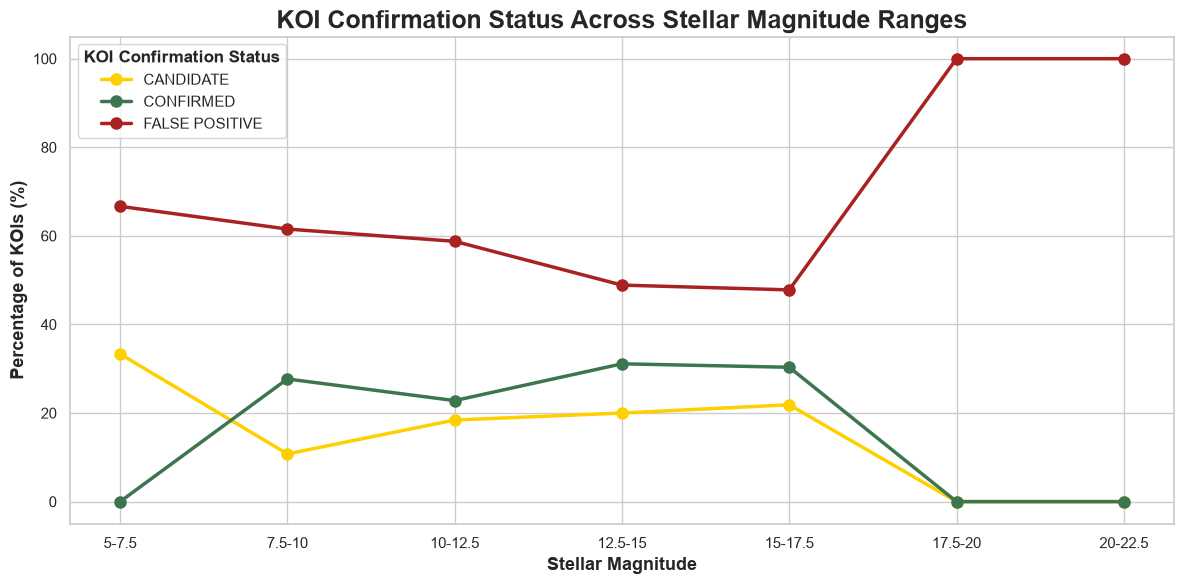 KOI Confirmation Status Across Stellar Magnitude Ranges
KOI Confirmation Status
CANDIDATE
CONFIRMED
FALSE POSITIVE
Percentage of KOIs (%)
100
80
60
40
20
0
5-7.5
7.5-10
10-12.5
12.5-15
15-17.5
17.5-20
20-22.5
Stellar Magnitude